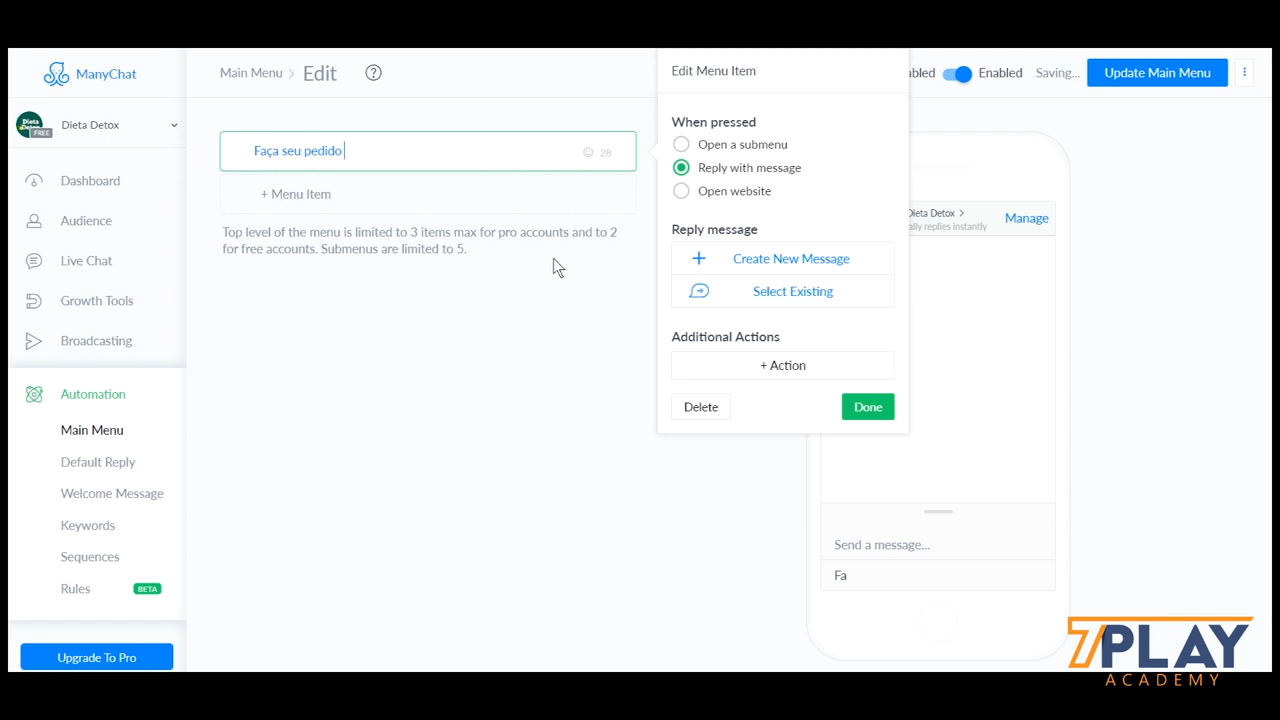 ManyChat
Main Menu > Edit
?
Edit Menu Item
bled
Enabled
Saving...
Update Main Menu
Dieta Detox
FREE
Dieta Detox
Faça seu pedido
28
+ Menu Item
Top level of the menu is limited to 3 items max for pro accounts and to 2
for free accounts. Submenus are limited to 5.
When pressed
Open a submenu
Reply with message
Open website
Reply message
+ Create New Message
Select Existing
Additional Actions
+ Action
Delete
Done
Dieta Detox >
ally replies instantly
Manage
Send a message...
Fa
Dashboard
Audience
Live Chat
Growth Tools
Broadcasting
Automation
Main Menu
Default Reply
Welcome Message
Keywords
Sequences
Rules
BETA
Upgrade To Pro
7PLAY
ACADEMY